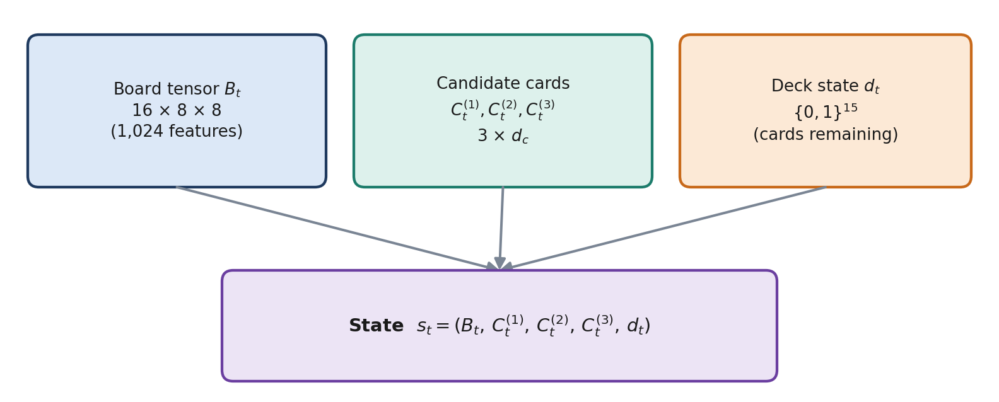 Board tensor $B_t$
16 × 8 × 8
(1,024 features)
Candidate cards
$C_t^{(1)}, C_t^{(2)}, C_t^{(3)}$
3 × $d_c$
Deck state $d_t$
$\{0, 1\}^{15}$
(cards remaining)
State $s_t = (B_t, C_t^{(1)}, C_t^{(2)}, C_t^{(3)}, d_t)$